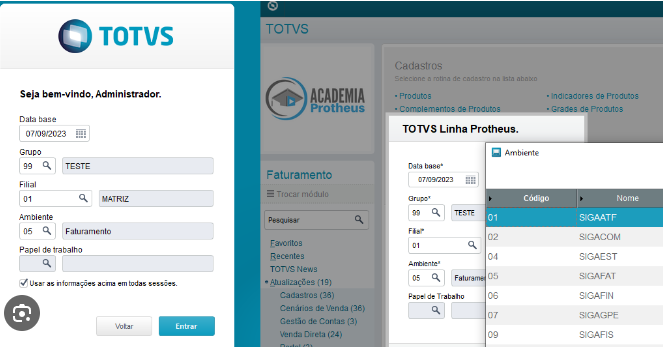 TOTVS
Seja bem-vindo, Administrador.
Data base
07/09/2023
Grupo
99 TESTE
Filial
01 MATRIZ
Ambiente
05 Faturamento
Papel de trabalho
Usar as informações acima em todas sessões.
Voltar Entrar
TOTVS
ACADEMIA
Protheus
Faturamento
Trocar módulo
Pesquisar
Favoritos
Recentes
TOTVS News
Atualizações (19)
Cadastros (36)
Cenários de Venda (36)
Gestão de Contas (3)
Venda Direta (24)
Cadastros
Selecione a rotina de cadastro na lista abaixo.
• Produtos • Indicadores de Produtos
• Complementos de Produtos • Grades de Produtos
TOTVS Linha Protheus.
Data base*
07/09/2023
Grupo*
99 TESTE
Filial*
01
Ambiente*
05 Faturamen
Papel de Trabalho
Ambiente
Código Nome
01 SIGAATF
02 SIGACOM
04 SIGAEST
05 SIGAFAT
06 SIGAFIN
07 SIGAGPE
09 SIGAFIS